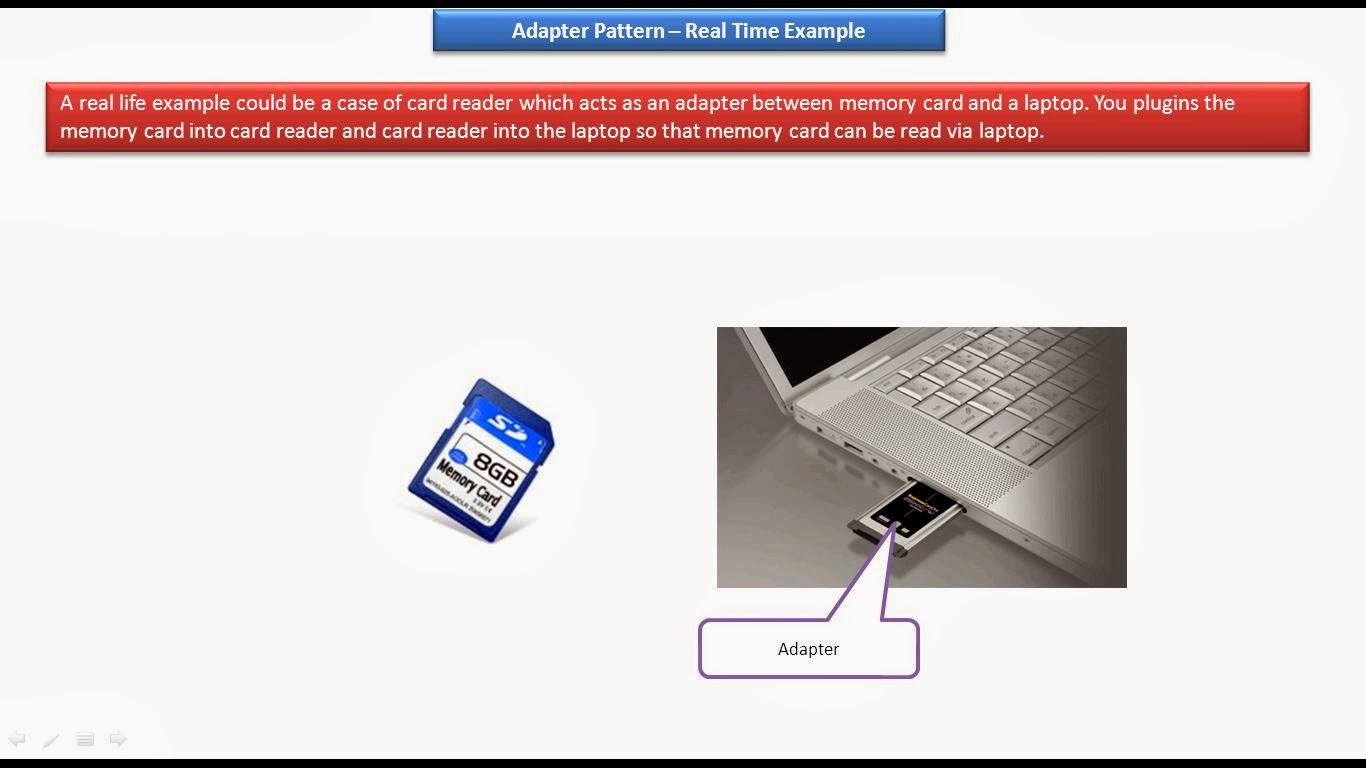 Adapter Pattern – Real Time Example
A real life example could be a case of card reader which acts as an adapter between memory card and a laptop. You plugins the
memory card into card reader and card reader into the laptop so that memory card can be read via laptop.
8GB
Memory Card
Adapter